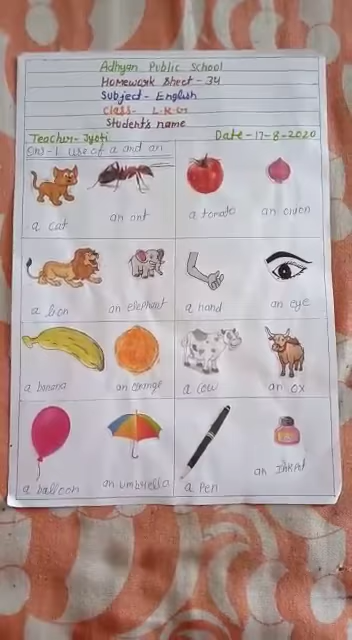 Adhyan Public School
Homework Sheet - 34
Subject- English
Class- L.K.G
Student's name
Teacher- Jyoti Date-17-8-2020
Que-1 Use of a and an
a cat an ant a tomato an onion
a lion an elephant a hand an eye
a banana an orange a cow an ox
a balloon an umbrella a pen an Inkpot